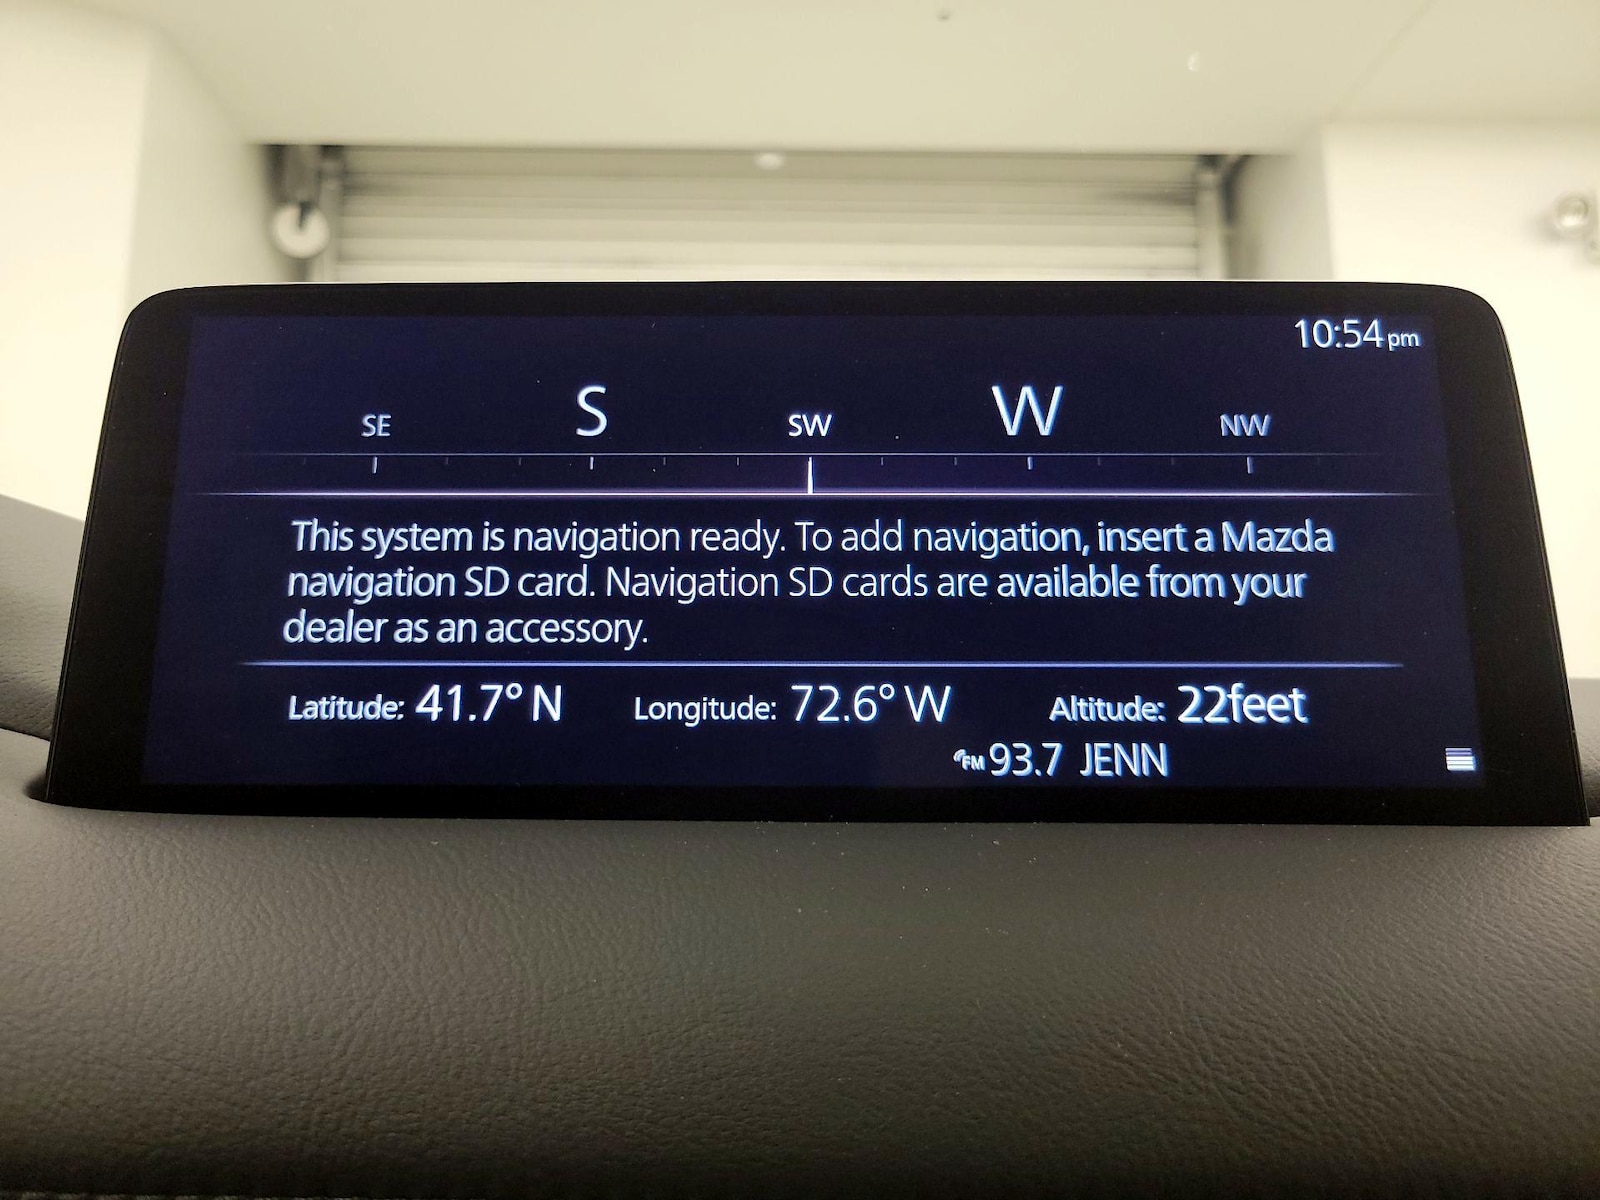 10:54 pm
SE S SW W NW
This system is navigation ready. To add navigation, insert a Mazda
navigation SD card. Navigation SD cards are available from your
dealer as an accessory.
Latitude: 41.7° N Longitude: 72.6° W Altitude: 22feet
FM 93.7 JENN